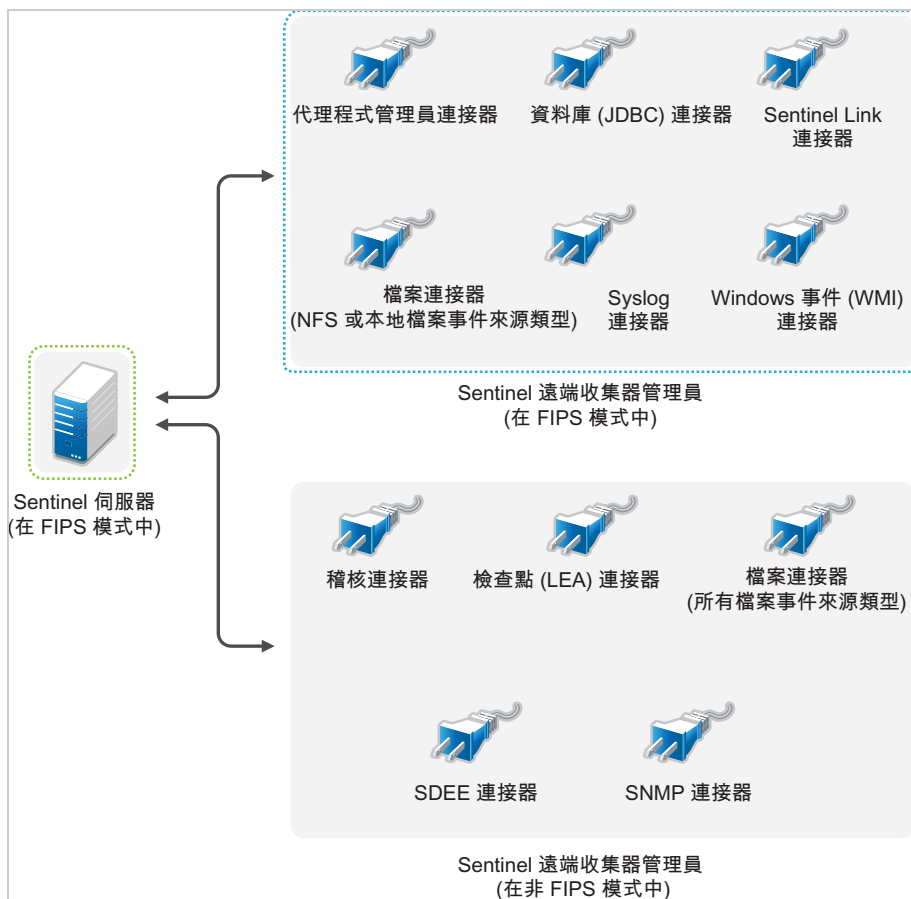 代理程式管理員連接器
資料庫 (JDBC) 連接器
Sentinel Link
連接器
檔案連接器
(NFS 或本地檔案事件來源類型)
Syslog
連接器
Windows 事件 (WMI)
連接器
Sentinel 遠端收集器管理員
(在 FIPS 模式中)
Sentinel 伺服器
(在 FIPS 模式中)
稽核連接器
檢查點 (LEA) 連接器
檔案連接器
(所有檔案事件來源類型)
SDEE 連接器
SNMP 連接器
Sentinel 遠端收集器管理員
(在非 FIPS 模式中)